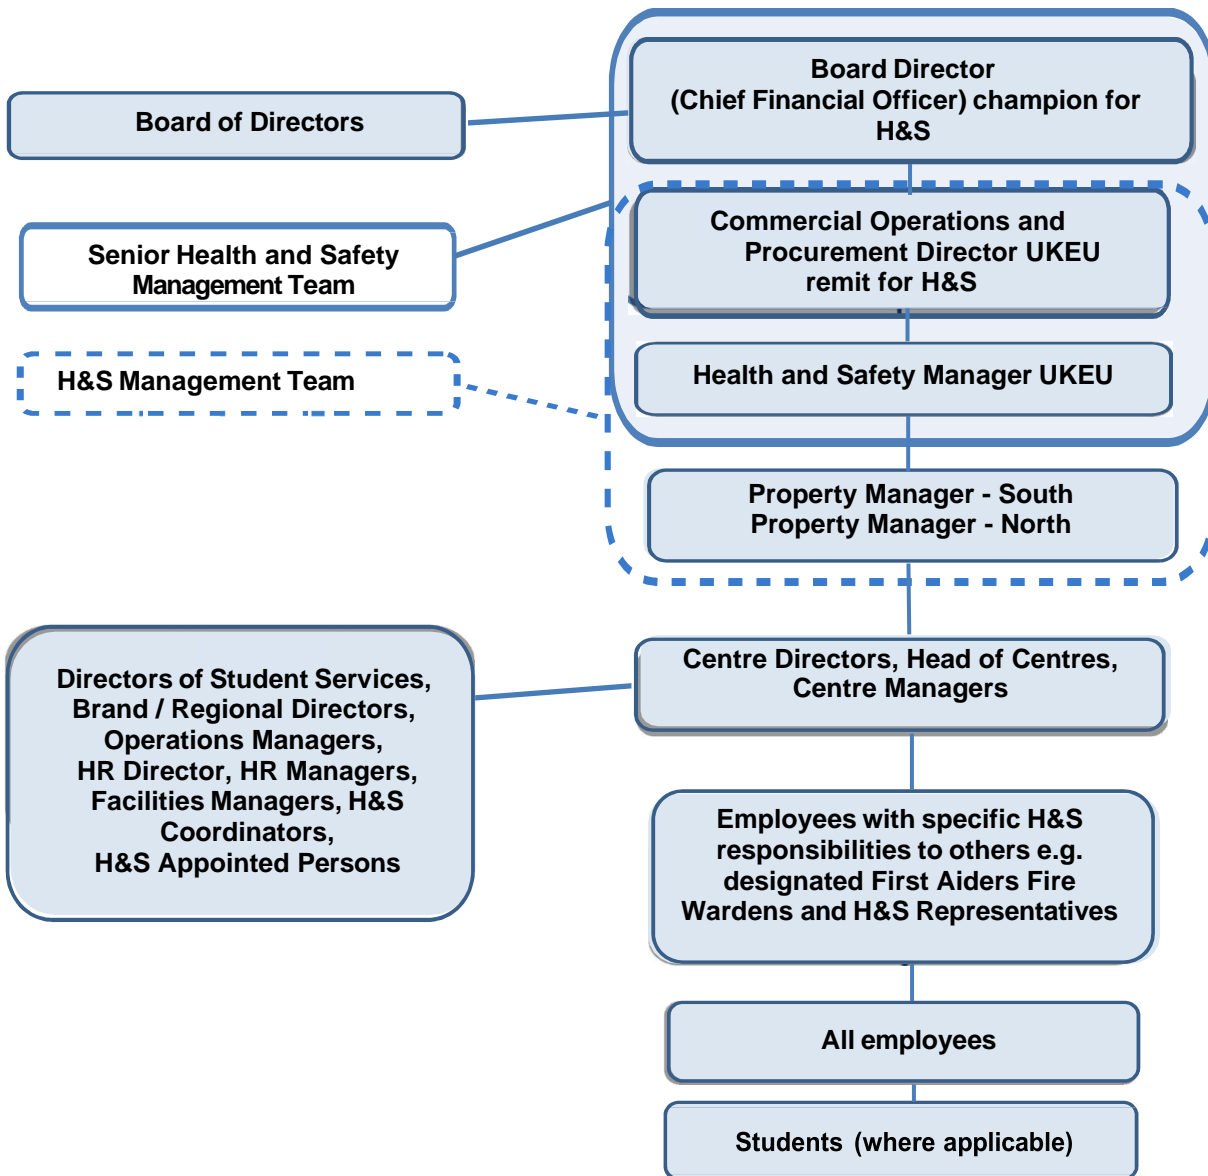 Board Director
(Chief Financial Officer) champion for
H&S
Board of Directors
Commercial Operations and
Procurement Director UKEU
remit for H&S
Senior Health and Safety
Management Team
Health and Safety Manager UKEU
H&S Management Team
Property Manager - South
Property Manager - North
Centre Directors, Head of Centres,
Centre Managers
Directors of Student Services,
Brand / Regional Directors,
Operations Managers,
HR Director, HR Managers,
Facilities Managers, H&S
Coordinators,
H&S Appointed Persons
Employees with specific H&S
responsibilities to others e.g.
designated First Aiders Fire
Wardens and H&S Representatives
All employees
Students (where applicable)